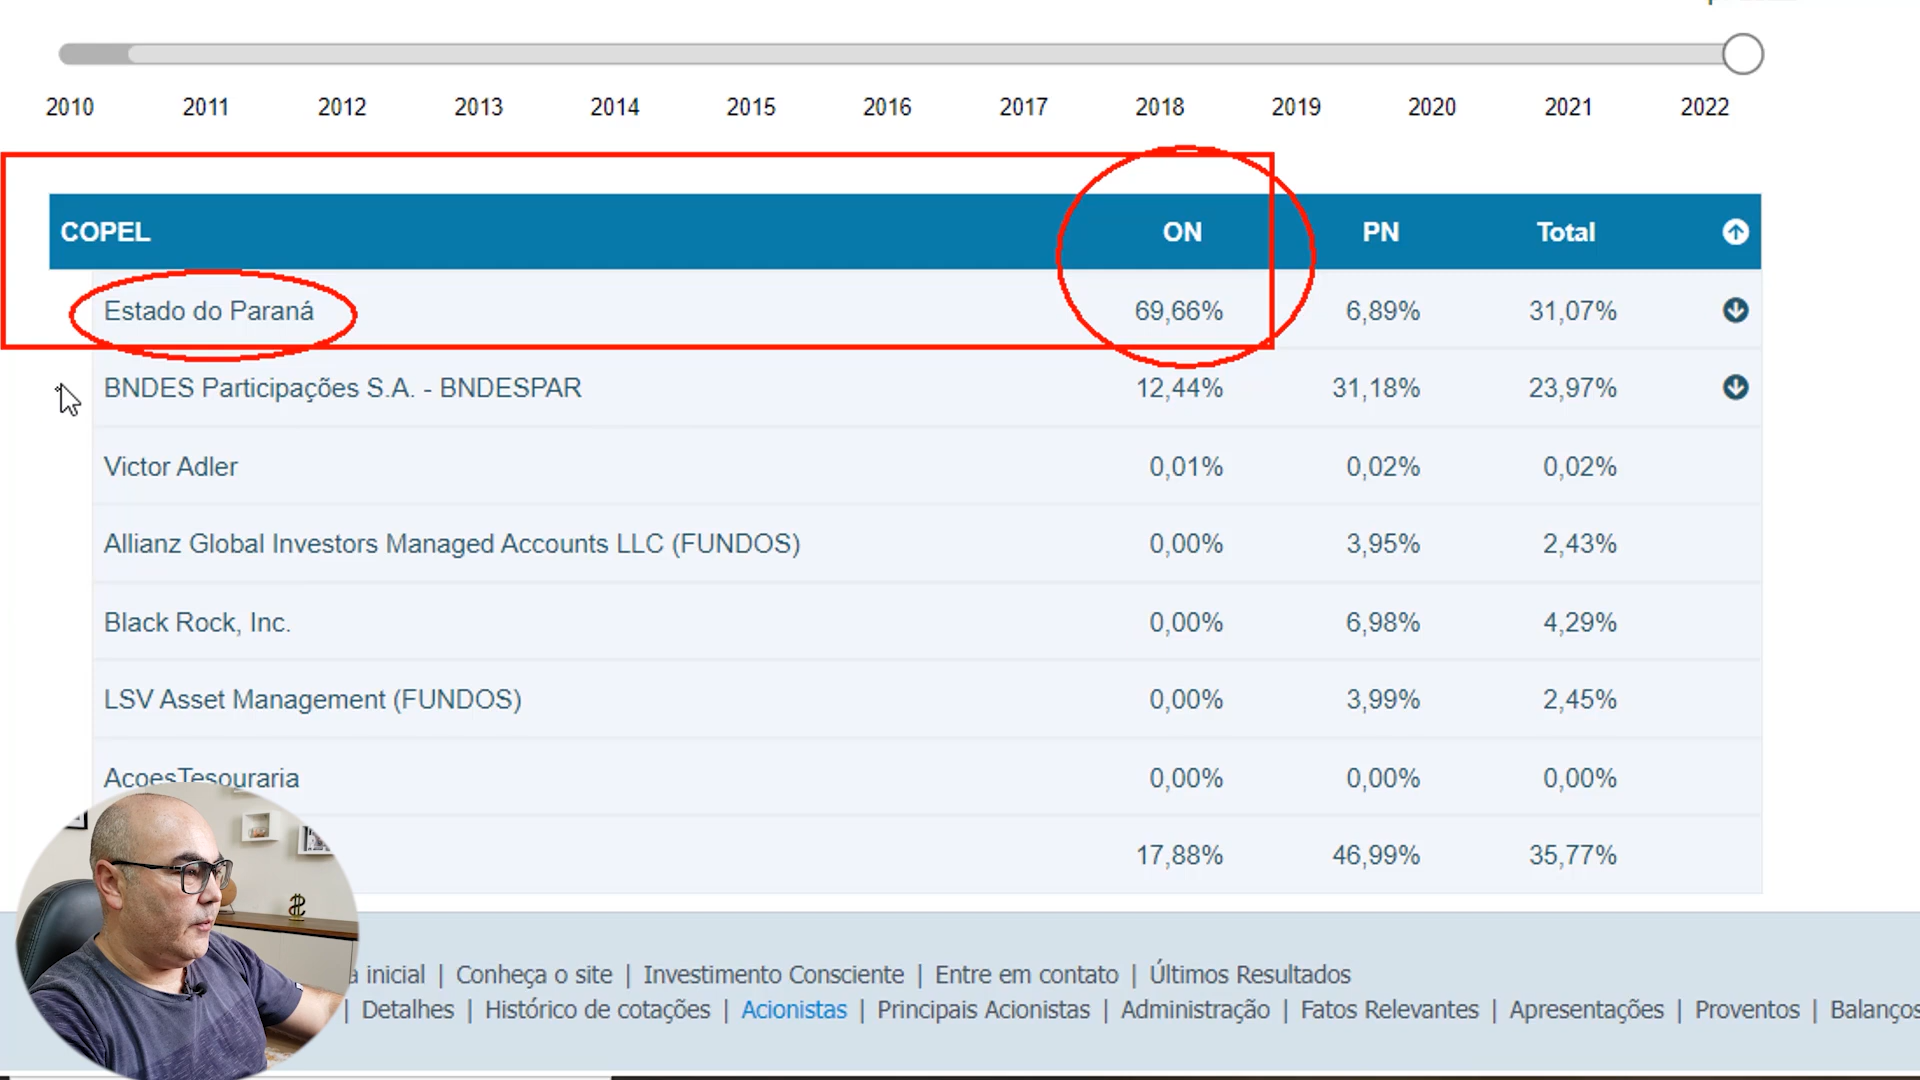 2010 2011 2012 2013 2014 2015 2016 2017 2018 2019 2020 2021 2022
COPEL ON PN Total
Estado do Paraná 69,66% 6,89% 31,07%
BNDES Participações S.A. - BNDESPAR 12,44% 31,18% 23,97%
Victor Adler 0,01% 0,02% 0,02%
Allianz Global Investors Managed Accounts LLC (FUNDOS) 0,00% 3,95% 2,43%
Black Rock, Inc. 0,00% 6,98% 4,29%
LSV Asset Management (FUNDOS) 0,00% 3,99% 2,45%
AcoesTesouraria 0,00% 0,00% 0,00%
17,88% 46,99% 35,77%
a inicial | Conheça o site | Investimento Consciente | Entre em contato | Últimos Resultados
| Detalhes | Histórico de cotações | Acionistas | Principais Acionistas | Administração | Fatos Relevantes | Apresentações | Proventos | Balanços